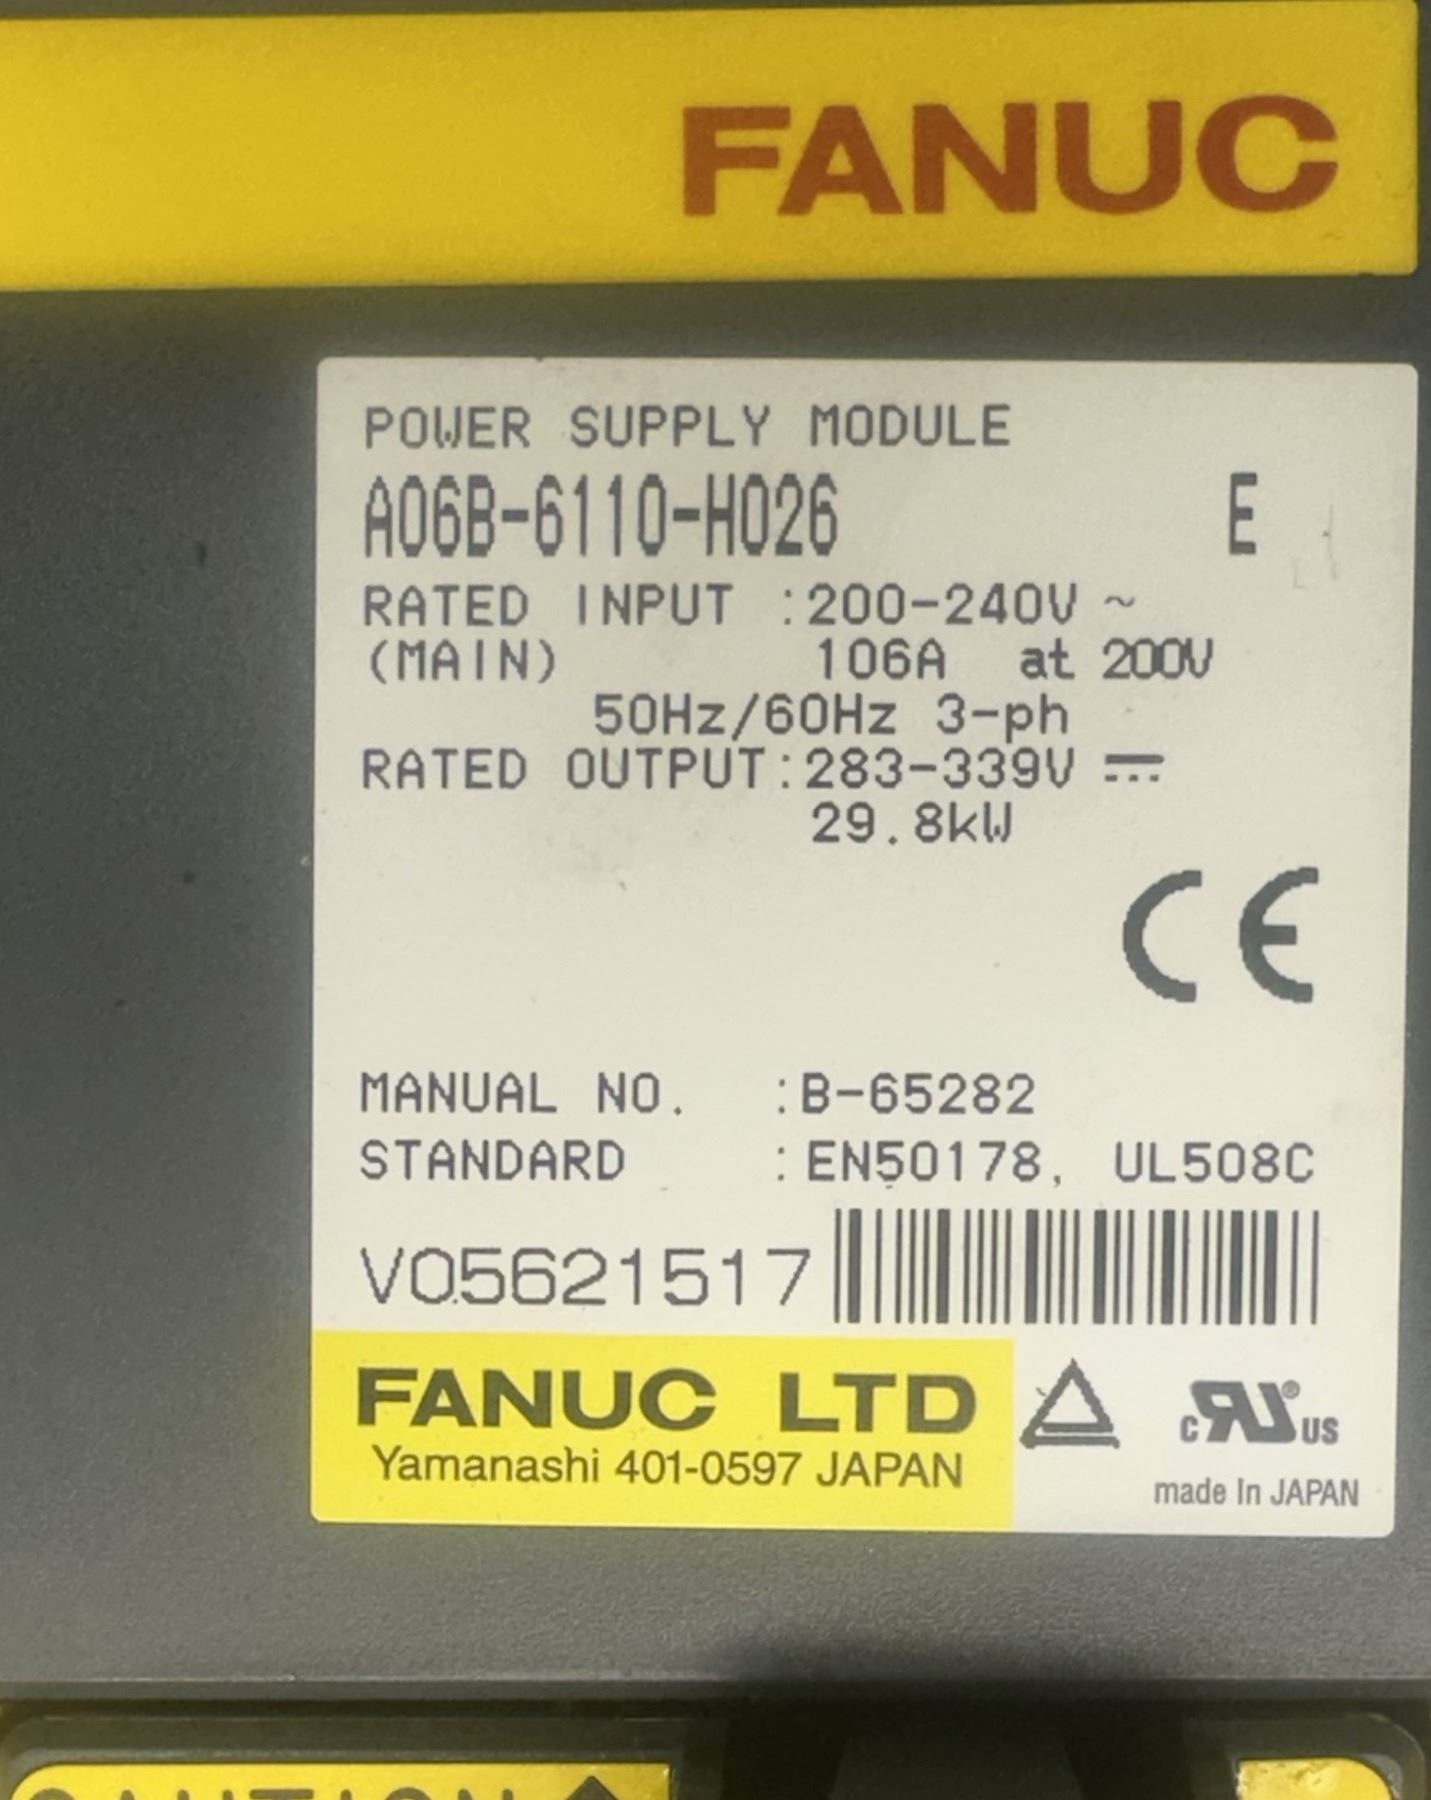 FANUC
POWER SUPPLY MODULE
A06B-6110-H026 E
RATED INPUT :200-240V ~
(MAIN) 106A at 200V
50Hz/60Hz 3-ph
RATED OUTPUT:283-339V ⎓
29.8kW
CE
MANUAL NO. :B-65282
STANDARD :EN50178, UL508C
V05621517
FANUC LTD
Yamanashi 401-0597 JAPAN
c RU ® US
made in JAPAN
CAUTION